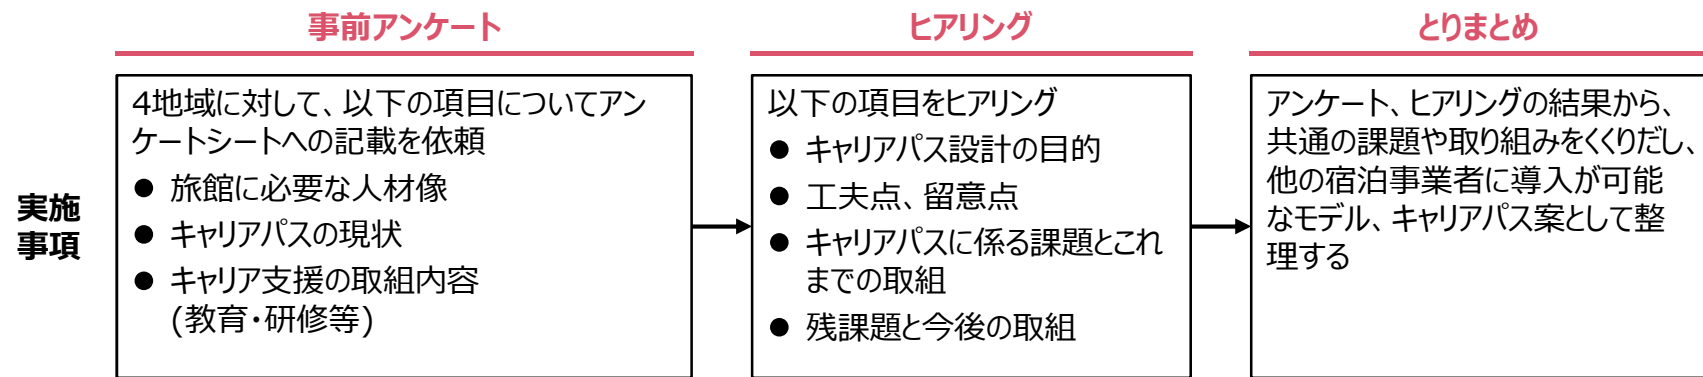 事前アンケート
ヒアリング
とりまとめ
実施
事項
4地域に対して、以下の項目についてアン
ケートシートへの記載を依頼
● 旅館に必要な人材像
● キャリアパスの現状
● キャリア支援の取組内容
(教育・研修等)
以下の項目をヒアリング
● キャリアパス設計の目的
● 工夫点、留意点
● キャリアパスに係る課題とこれ
までの取組
● 残課題と今後の取組
アンケート、ヒアリングの結果から、
共通の課題や取り組みをくくりだし、
他の宿泊事業者に導入が可能
なモデル、キャリアパス案として整
理する